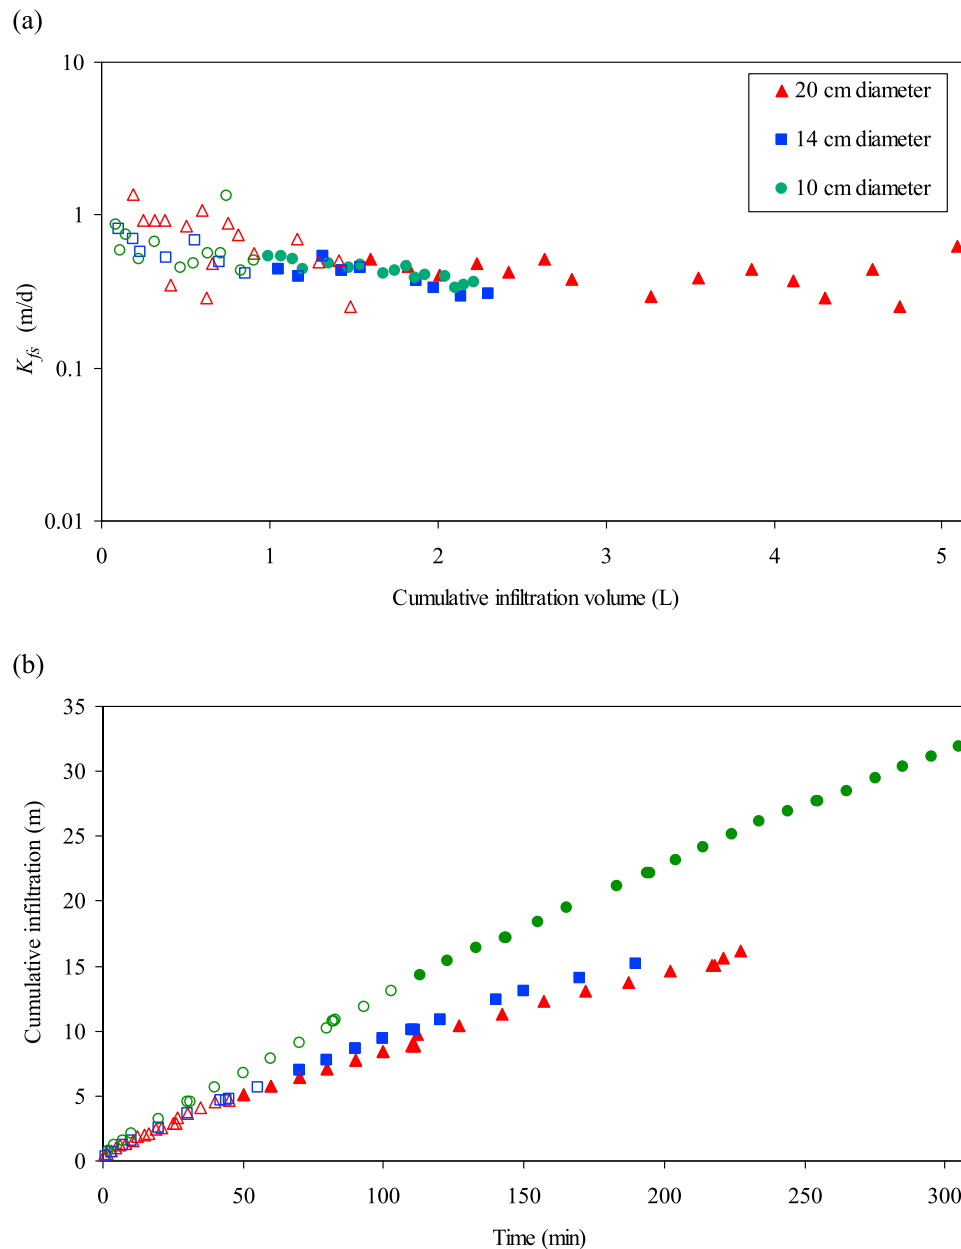 (a)
10
1
0.1
0.01
K_fs (m/d)
20 cm diameter
14 cm diameter
10 cm diameter
0 1 2 3 4 5
Cumulative infiltration volume (L)
(b)
35
30
25
20
15
10
5
0
Cumulative infiltration (m)
0 50 100 150 200 250 300
Time (min)